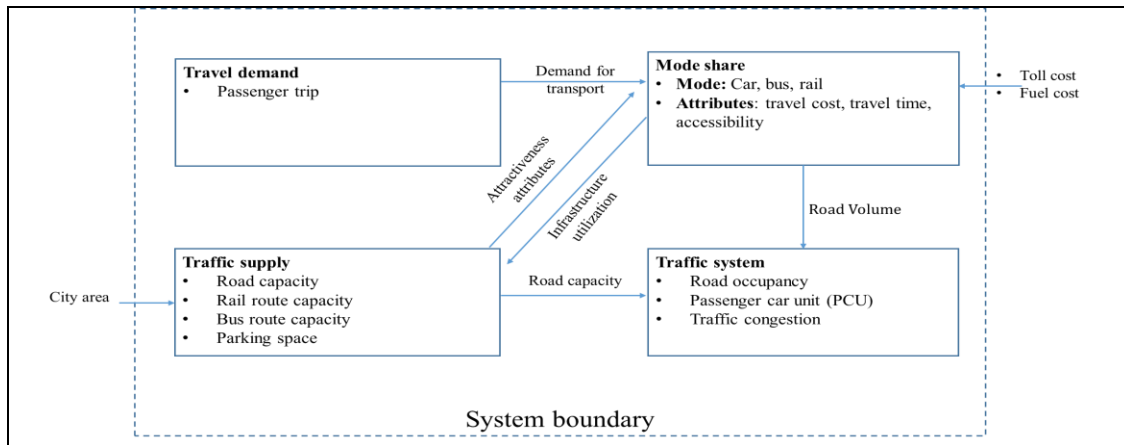 Travel demand
• Passenger trip
Demand for
transport
Mode share
• Mode: Car, bus, rail
• Attributes: travel cost, travel time,
accessibility
• Toll cost
• Fuel cost
Attractiveness
attributes
Infrastructure
utilization
Road Volume
City area
Traffic supply
• Road capacity
• Rail route capacity
• Bus route capacity
• Parking space
Road capacity
Traffic system
• Road occupancy
• Passenger car unit (PCU)
• Traffic congestion
System boundary